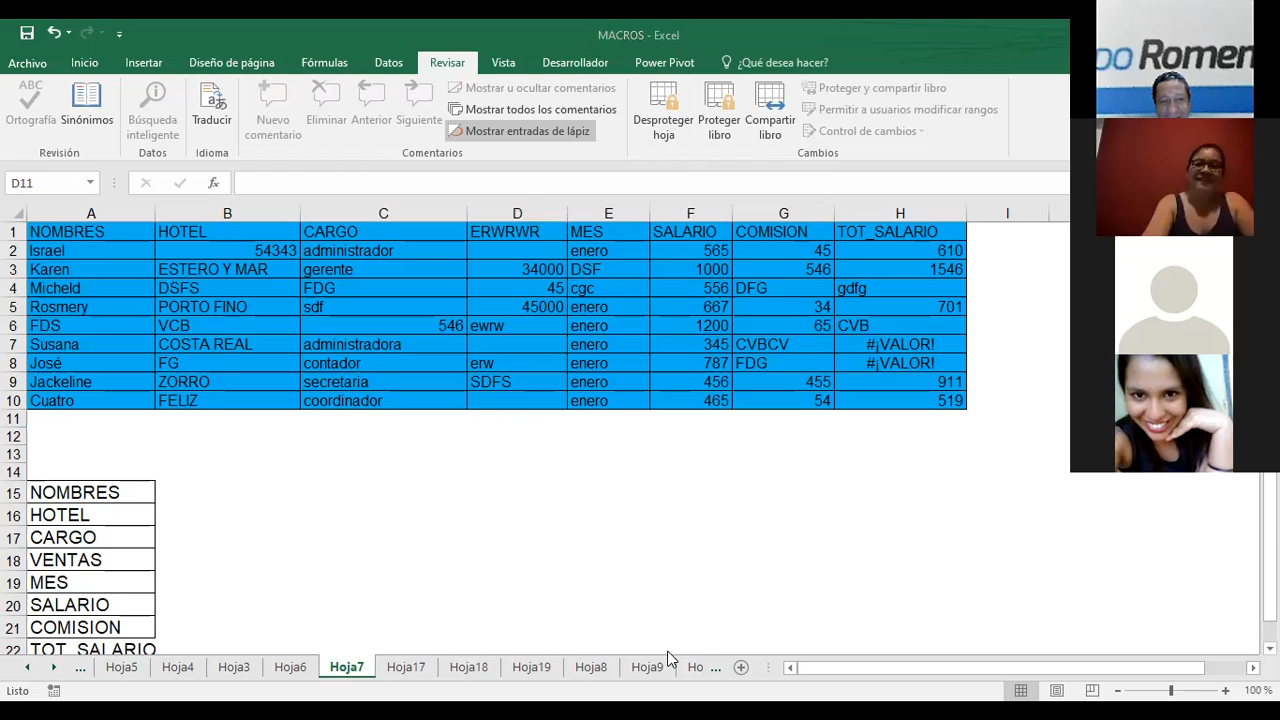 MACROS - Excel
Archivo Inicio Insertar Diseño de página Fórmulas Datos Revisar Vista Desarrollador Power Pivot ¿Qué desea hacer?
ABC
Ortografía
Sinónimos
Búsqueda inteligente
Traducir
Nuevo comentario
Eliminar
Anterior
Siguiente
Mostrar u ocultar comentarios
Mostrar todos los comentarios
Mostrar entradas de lápiz
Desproteger hoja
Proteger libro
Compartir libro
Proteger y compartir libro
Permitir a usuarios modificar rangos
Control de cambios
Revisión Datos Idioma Comentarios Cambios
D11 fx
A B C D E F G H I
1 NOMBRES HOTEL CARGO ERWRWR MES SALARIO COMISION TOT_SALARIO
2 Israel 54343 administrador enero 565 45 610
3 Karen ESTERO Y MAR gerente 34000 DSF 1000 546 1546
4 Micheld DSFS FDG 45 cgc 556 DFG gdfg
5 Rosmery PORTO FINO sdf 45000 enero 667 34 701
6 FDS VCB 546 ewrw enero 1200 65 CVB
7 Susana COSTA REAL administradora enero 345 CVBCV #¡VALOR!
8 José FG contador erw enero 787 FDG #¡VALOR!
9 Jackeline ZORRO secretaria SDFS enero 456 455 911
10 Cuatro FELIZ coordinador enero 465 54 519
11
12
13
14
15 NOMBRES
16 HOTEL
17 CARGO
18 VENTAS
19 MES
20 SALARIO
21 COMISION
22 TOT_SALARIO
... Hoja5 Hoja4 Hoja3 Hoja6 Hoja7 Hoja17 Hoja18 Hoja19 Hoja8 Hoja9 Ho ...
Listo 100 %
Romen